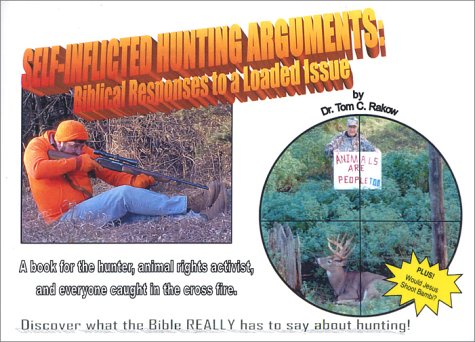 SELF-INFLICTED HUNTING ARGUMENTS:
Biblical Responses to a Loaded Issue
by
Dr. Tom C. Rakow
ANIMALS
ARE
PEOPLE TOO
A book for the hunter, animal rights activist,
and everyone caught in the cross fire.
PLUS!
Would Jesus
Shoot Bambi?
Discover what the Bible REALLY has to say about hunting!